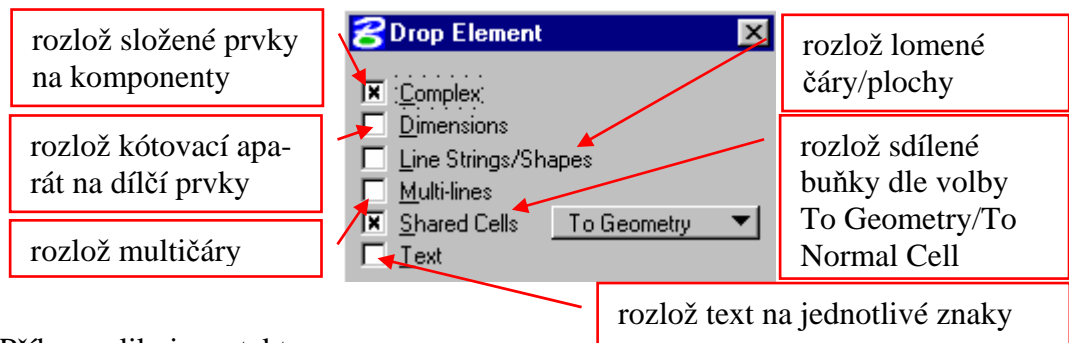 rozlož složené prvky
na komponenty
rozlož kótovací apa-
rát na dílčí prvky
rozlož multičáry
Drop Element
Complex
Dimensions
Line Strings/Shapes
Multi-lines
Shared Cells To Geometry
Text
rozlož lomené
čáry/plochy
rozlož sdílené
buňky dle volby
To Geometry/To
Normal Cell
rozlož text na jednotlivé znaky